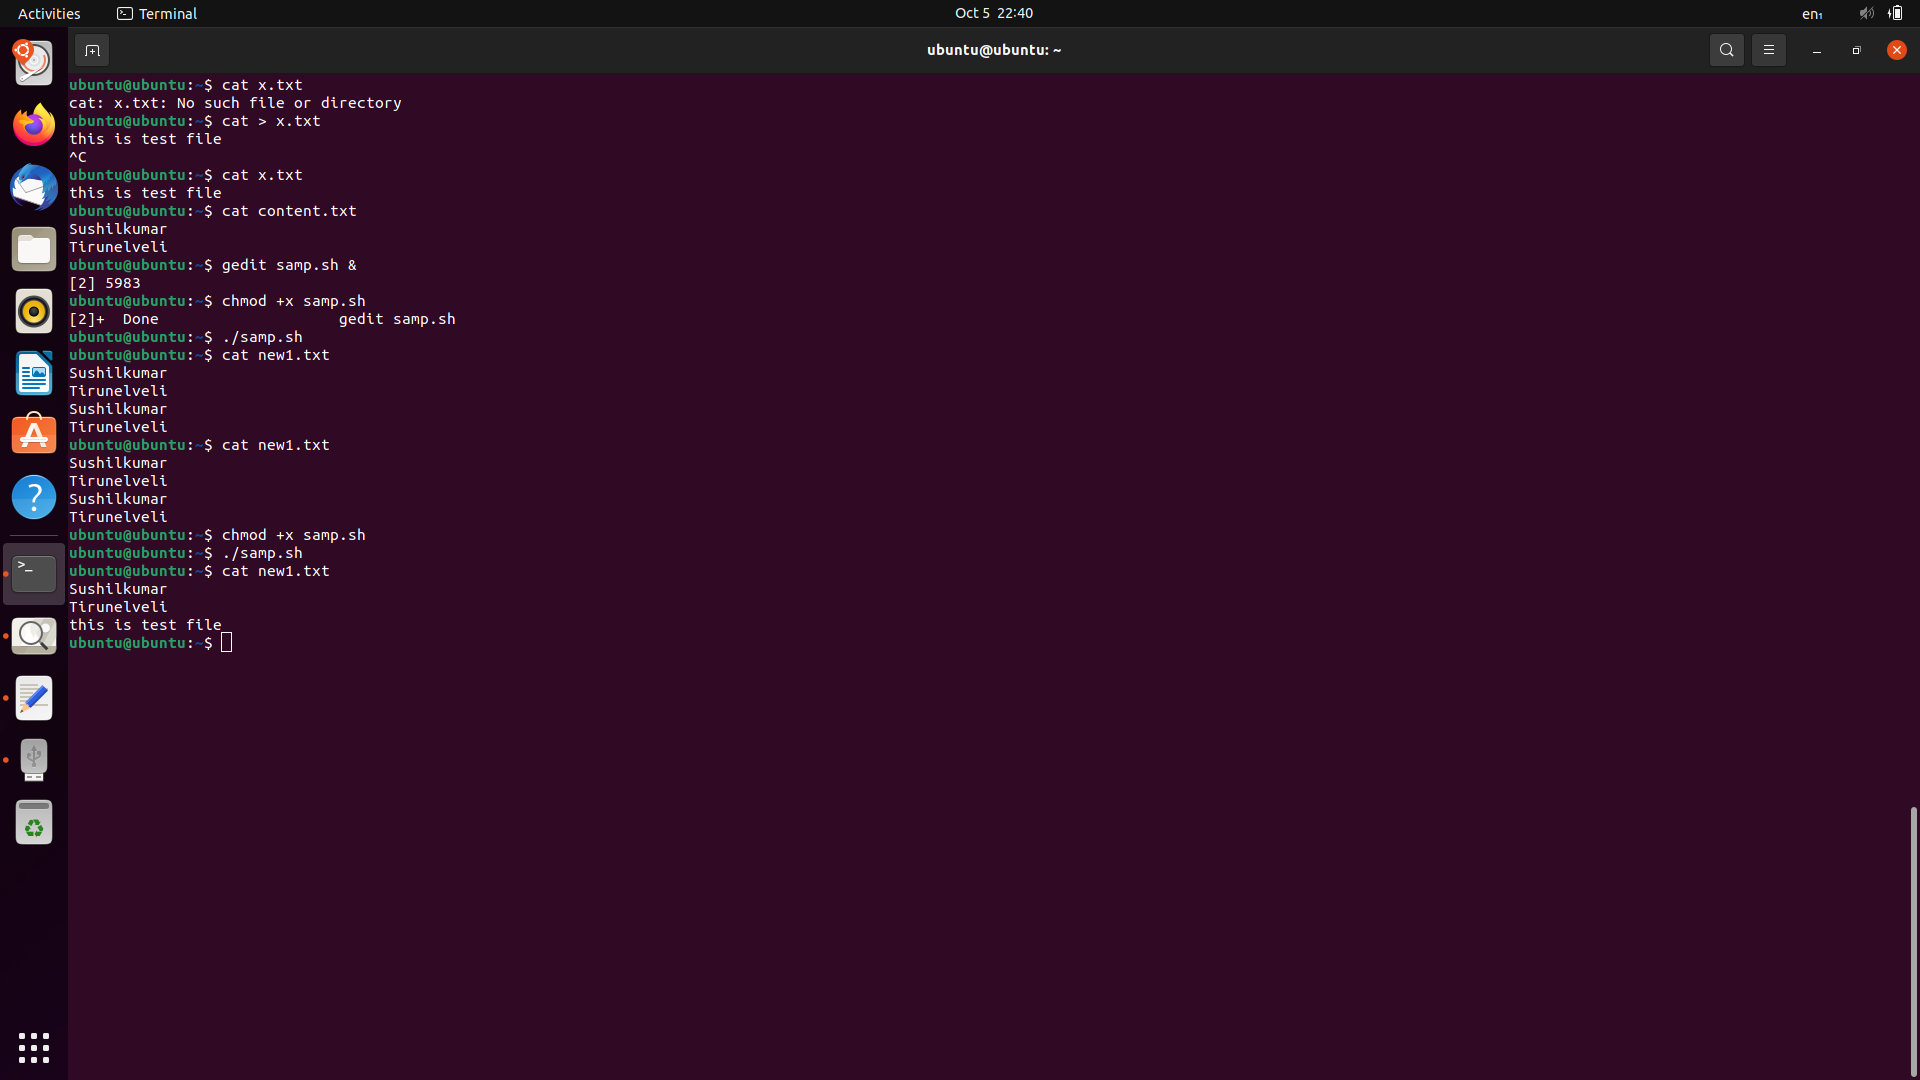 Activities Terminal Oct 5 22:40 en₁
ubuntu@ubuntu: ~
ubuntu@ubuntu:~$ cat x.txt
cat: x.txt: No such file or directory
ubuntu@ubuntu:~$ cat > x.txt
this is test file
^C
ubuntu@ubuntu:~$ cat x.txt
this is test file
ubuntu@ubuntu:~$ cat content.txt
Sushilkumar
Tirunelveli
ubuntu@ubuntu:~$ gedit samp.sh &
[2] 5983
ubuntu@ubuntu:~$ chmod +x samp.sh
[2]+  Done                    gedit samp.sh
ubuntu@ubuntu:~$ ./samp.sh
ubuntu@ubuntu:~$ cat new1.txt
Sushilkumar
Tirunelveli
Sushilkumar
Tirunelveli
ubuntu@ubuntu:~$ cat new1.txt
Sushilkumar
Tirunelveli
Sushilkumar
Tirunelveli
ubuntu@ubuntu:~$ chmod +x samp.sh
ubuntu@ubuntu:~$ ./samp.sh
ubuntu@ubuntu:~$ cat new1.txt
Sushilkumar
Tirunelveli
this is test file
ubuntu@ubuntu:~$